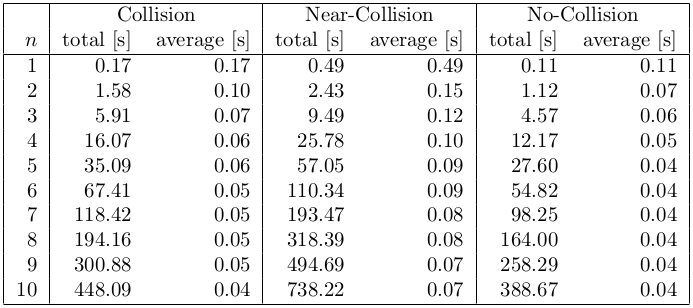 Collision Near-Collision No-Collision
n total [s] average [s] total [s] average [s] total [s] average [s]
1 0.17 0.17 0.49 0.49 0.11 0.11
2 1.58 0.10 2.43 0.15 1.12 0.07
3 5.91 0.07 9.49 0.12 4.57 0.06
4 16.07 0.06 25.78 0.10 12.17 0.05
5 35.09 0.06 57.05 0.09 27.60 0.04
6 67.41 0.05 110.34 0.09 54.82 0.04
7 118.42 0.05 193.47 0.08 98.25 0.04
8 194.16 0.05 318.39 0.08 164.00 0.04
9 300.88 0.05 494.69 0.07 258.29 0.04
10 448.09 0.04 738.22 0.07 388.67 0.04